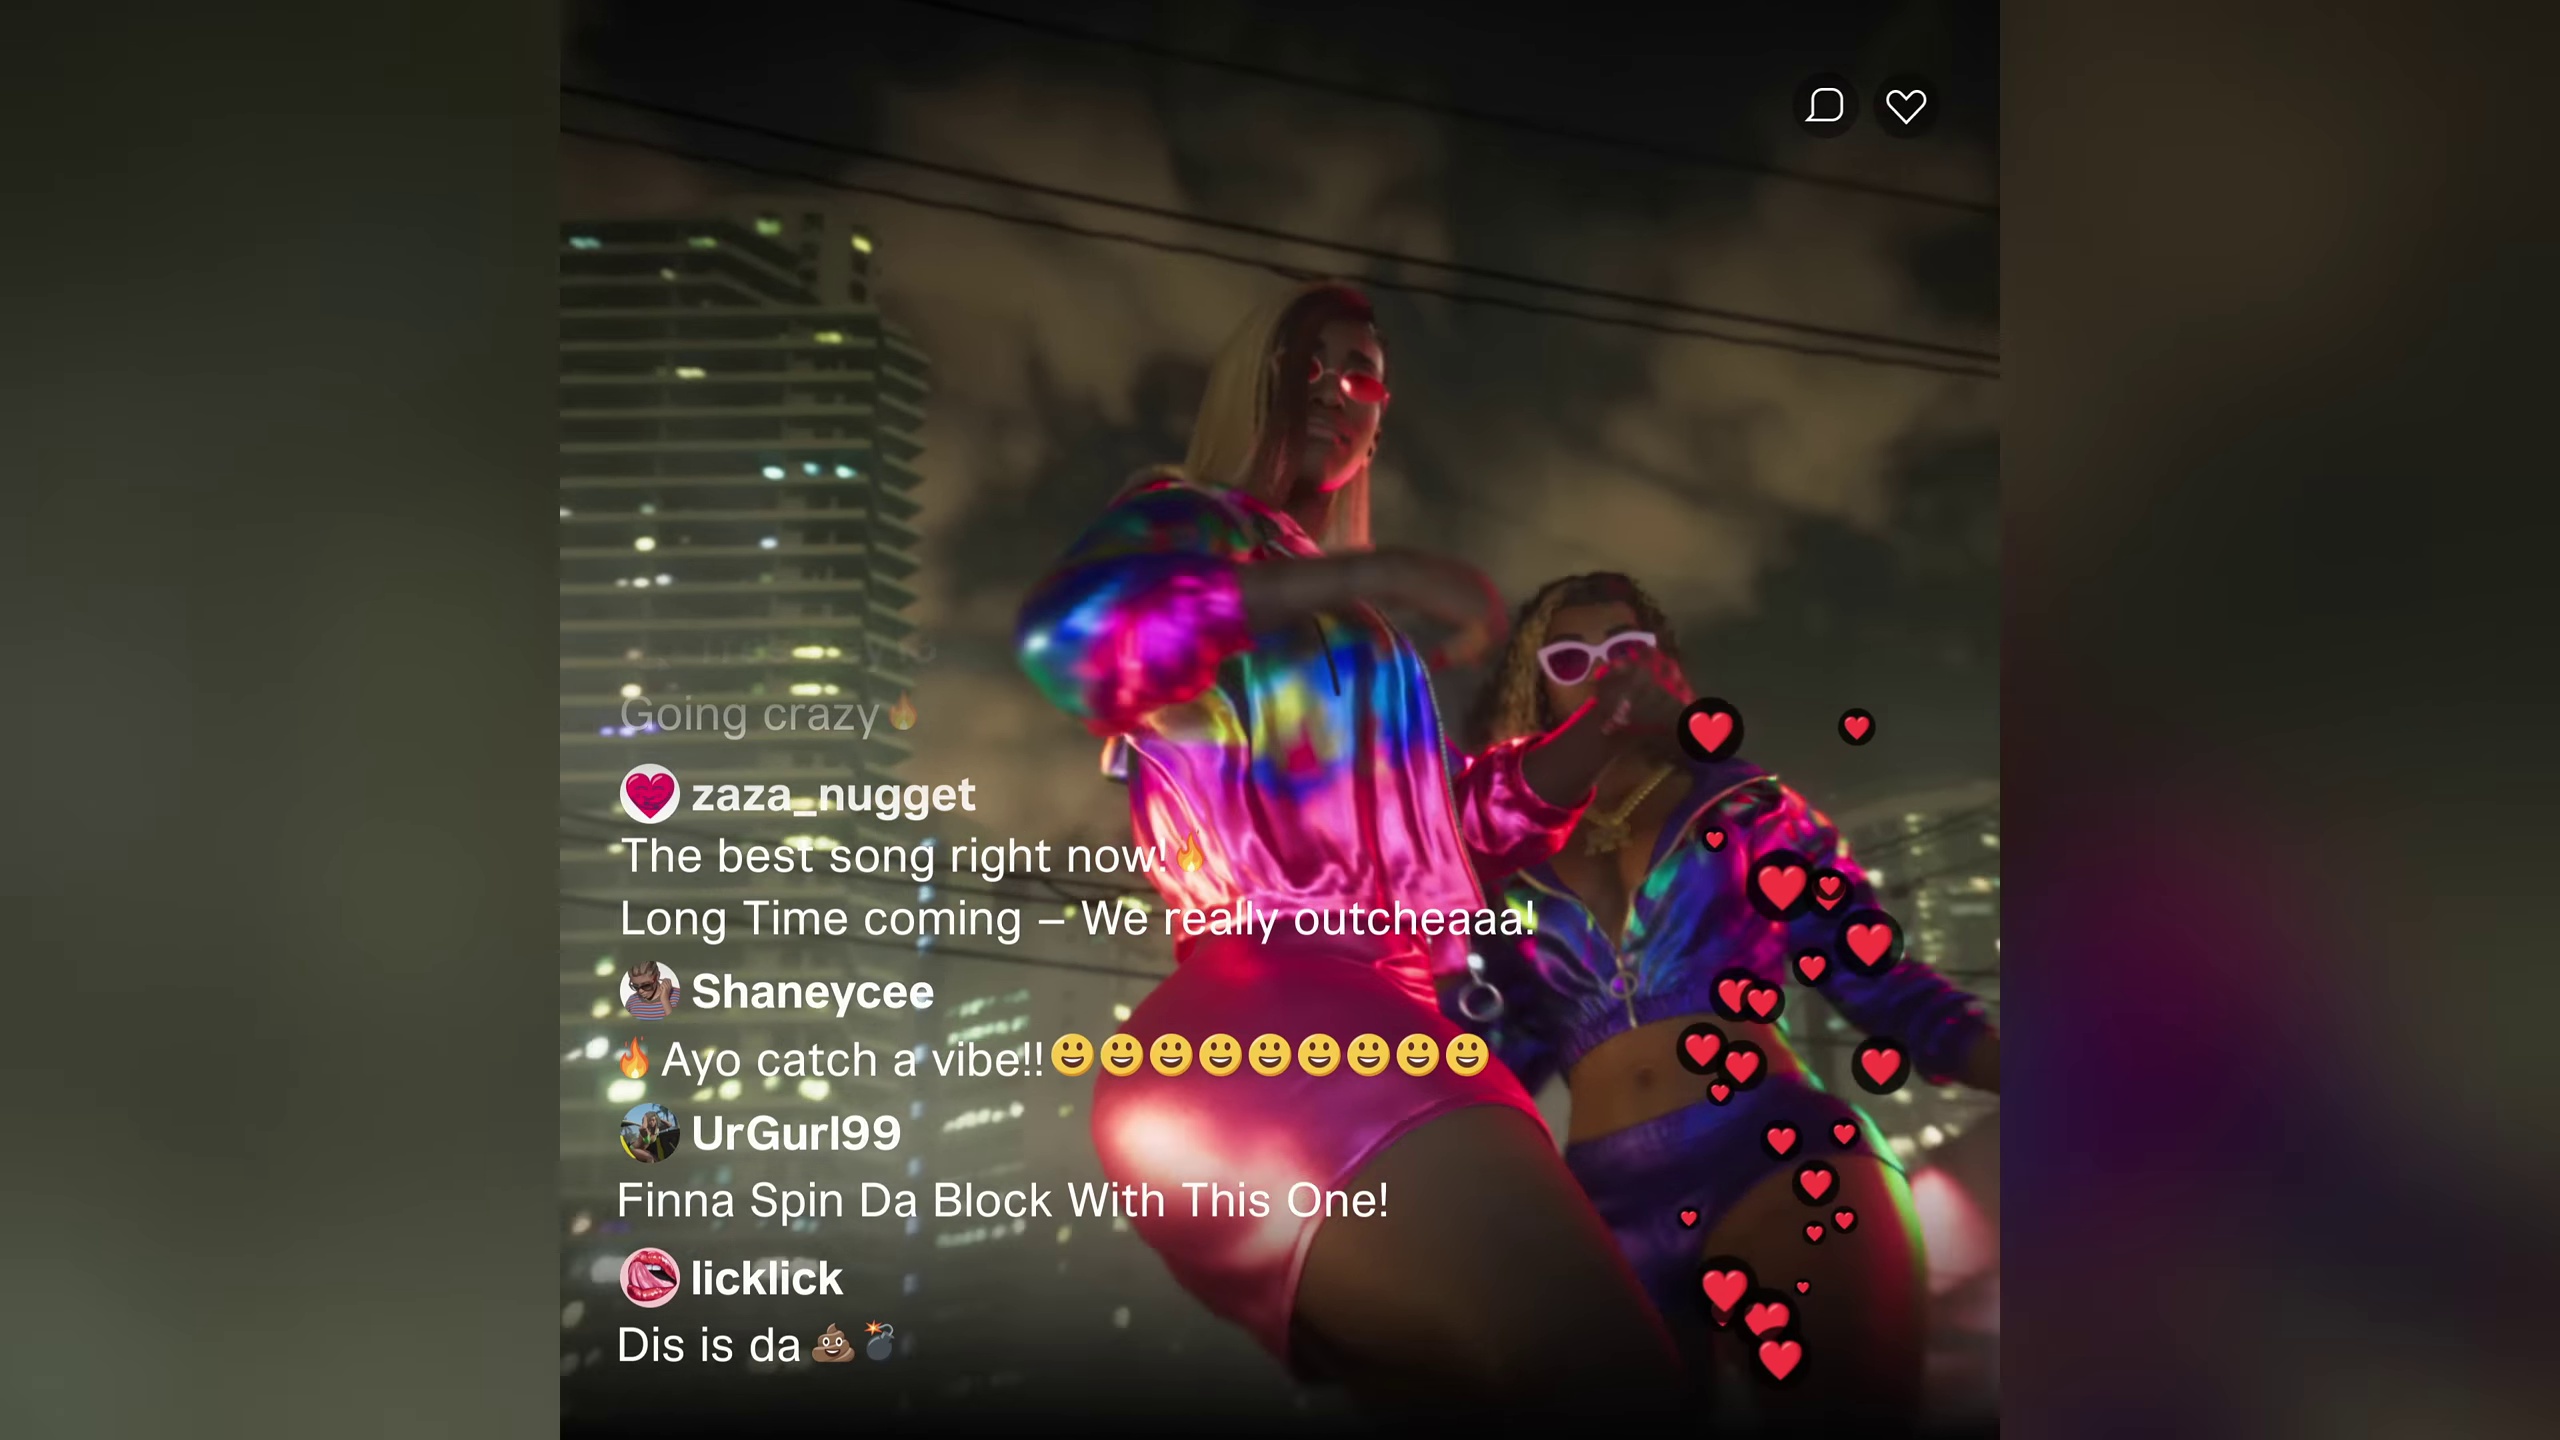 Going crazy🔥
zaza_nugget
The best song right now!🔥
Long Time coming – We really outcheaaa!
Shaneycee
🔥Ayo catch a vibe!!😃😃😃😃😃😃😃😃😃
UrGurl99
Finna Spin Da Block With This One!
licklick
Dis is da💩💣